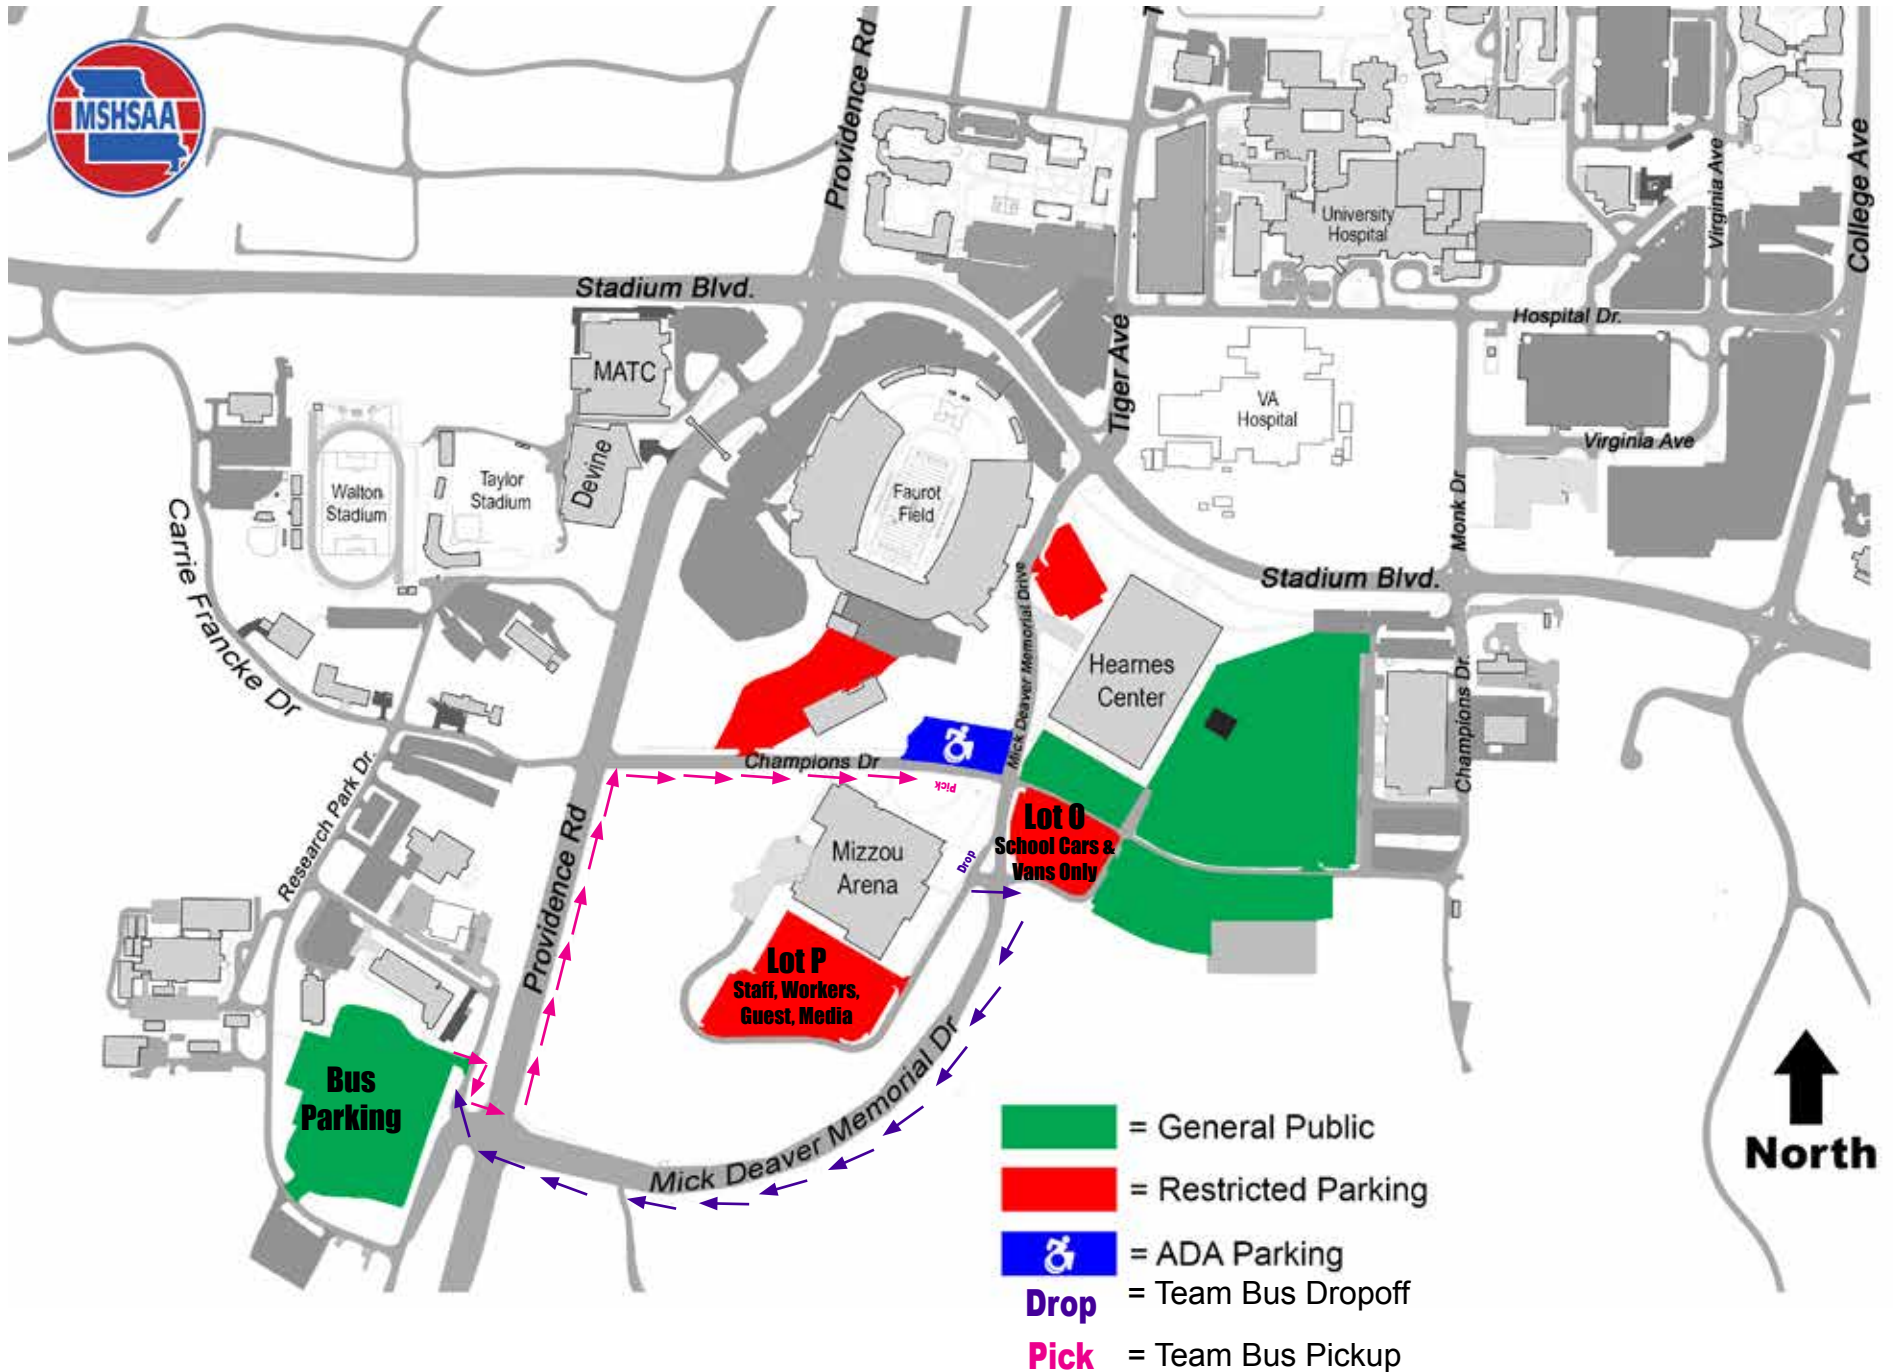 MSHSAA
Providence Rd
Stadium Blvd.
University
Hospital
Virginia Ave
College Ave
Hospital Dr.
Tiger Ave
MATC
VA
Hospital
Virginia Ave
Devine
Walton
Stadium
Taylor
Stadium
Faurot
Field
Monk Dr
Carrie Francke Dr
Stadium Blvd.
Mick Deaver Memorial Drive
Hearnes
Center
Champions Dr.
Champions Dr
Pick
Research Park Dr.
Providence Rd
Lot O
School Cars &
Vans Only
Mizzou
Arena
Drop
Lot P
Staff, Workers,
Guest, Media
Bus
Parking
Mick Deaver Memorial Dr
= General Public
= Restricted Parking
= ADA Parking
Drop = Team Bus Dropoff
Pick = Team Bus Pickup
North